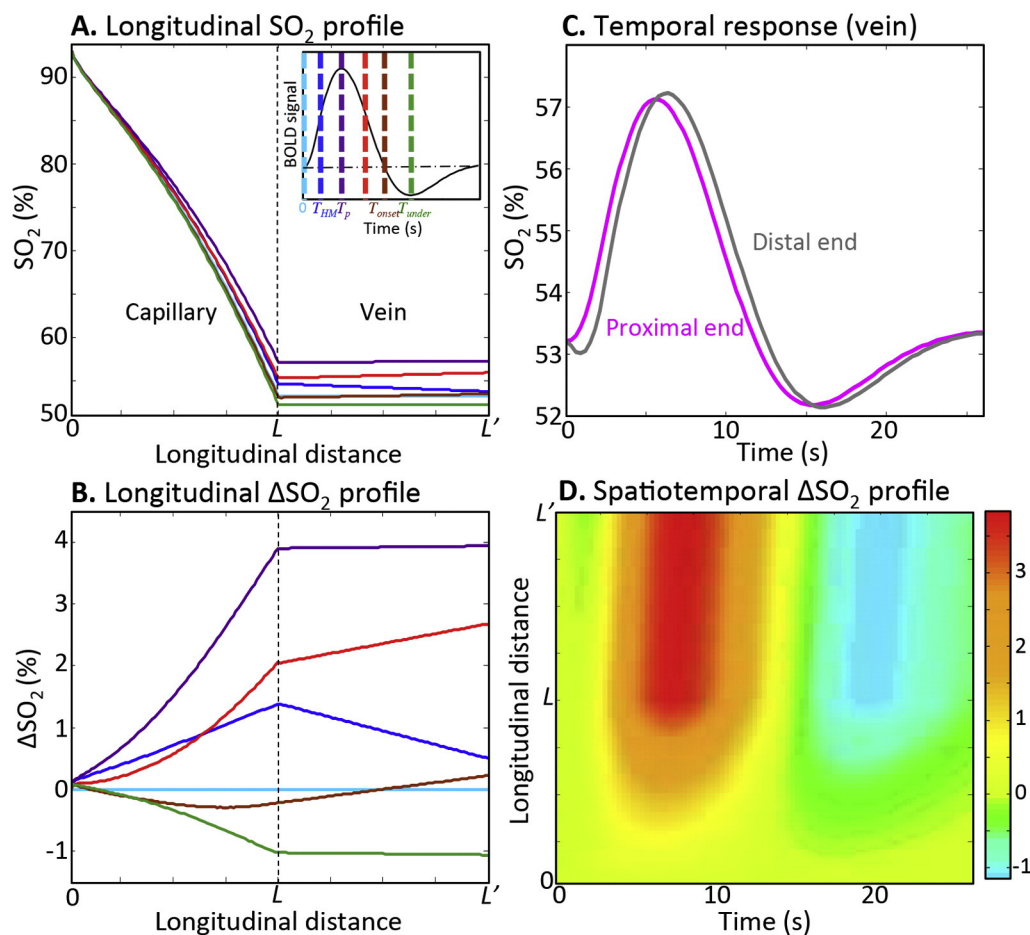 A. Longitudinal SO2 profile
90
80
70
60
50
SO2 (%)
BOLD signal
0 THM Tp Tonset Tunder
Time (s)
Capillary
Vein
L
L'
Longitudinal distance
C. Temporal response (vein)
57
56
55
54
53
52
SO2 (%)
Distal end
Proximal end
0
10
20
Time (s)
B. Longitudinal ΔSO2 profile
4
3
2
1
0
-1
ΔSO2 (%)
0
L
L'
Longitudinal distance
D. Spatiotemporal ΔSO2 profile
L'
L
0
Longitudinal distance
10
20
Time (s)
3
2
1
0
-1